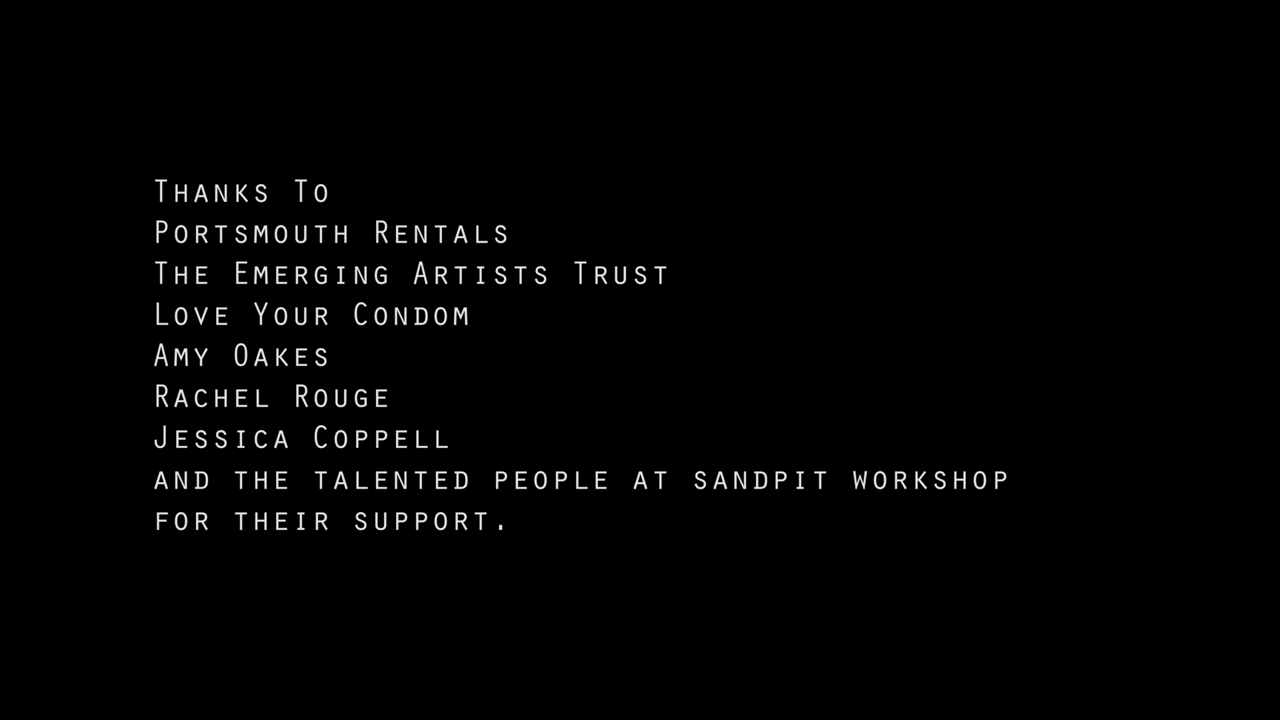 Thanks To
Portsmouth Rentals
The Emerging Artists Trust
Love Your Condom
Amy Oakes
Rachel Rouge
Jessica Coppell
and the talented people at sandpit workshop
for their support.